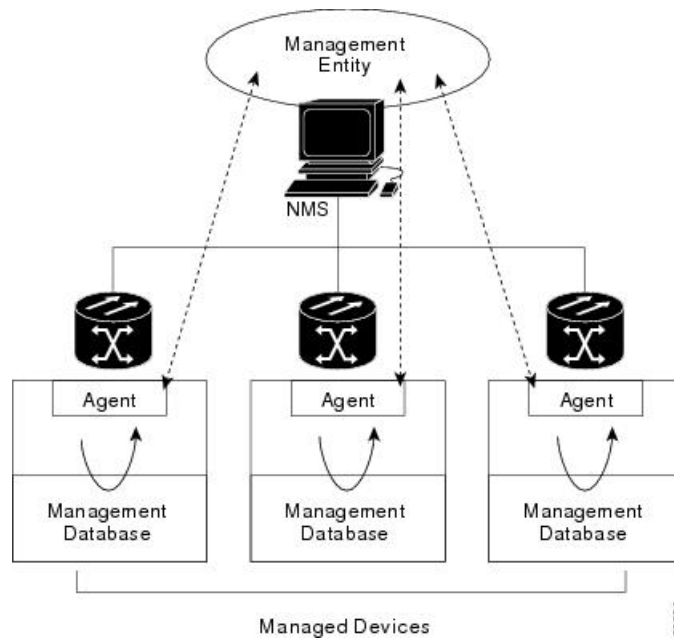 Management
Entity
NMS
Agent
Agent
Agent
Management
Database
Management
Database
Management
Database
Managed Devices